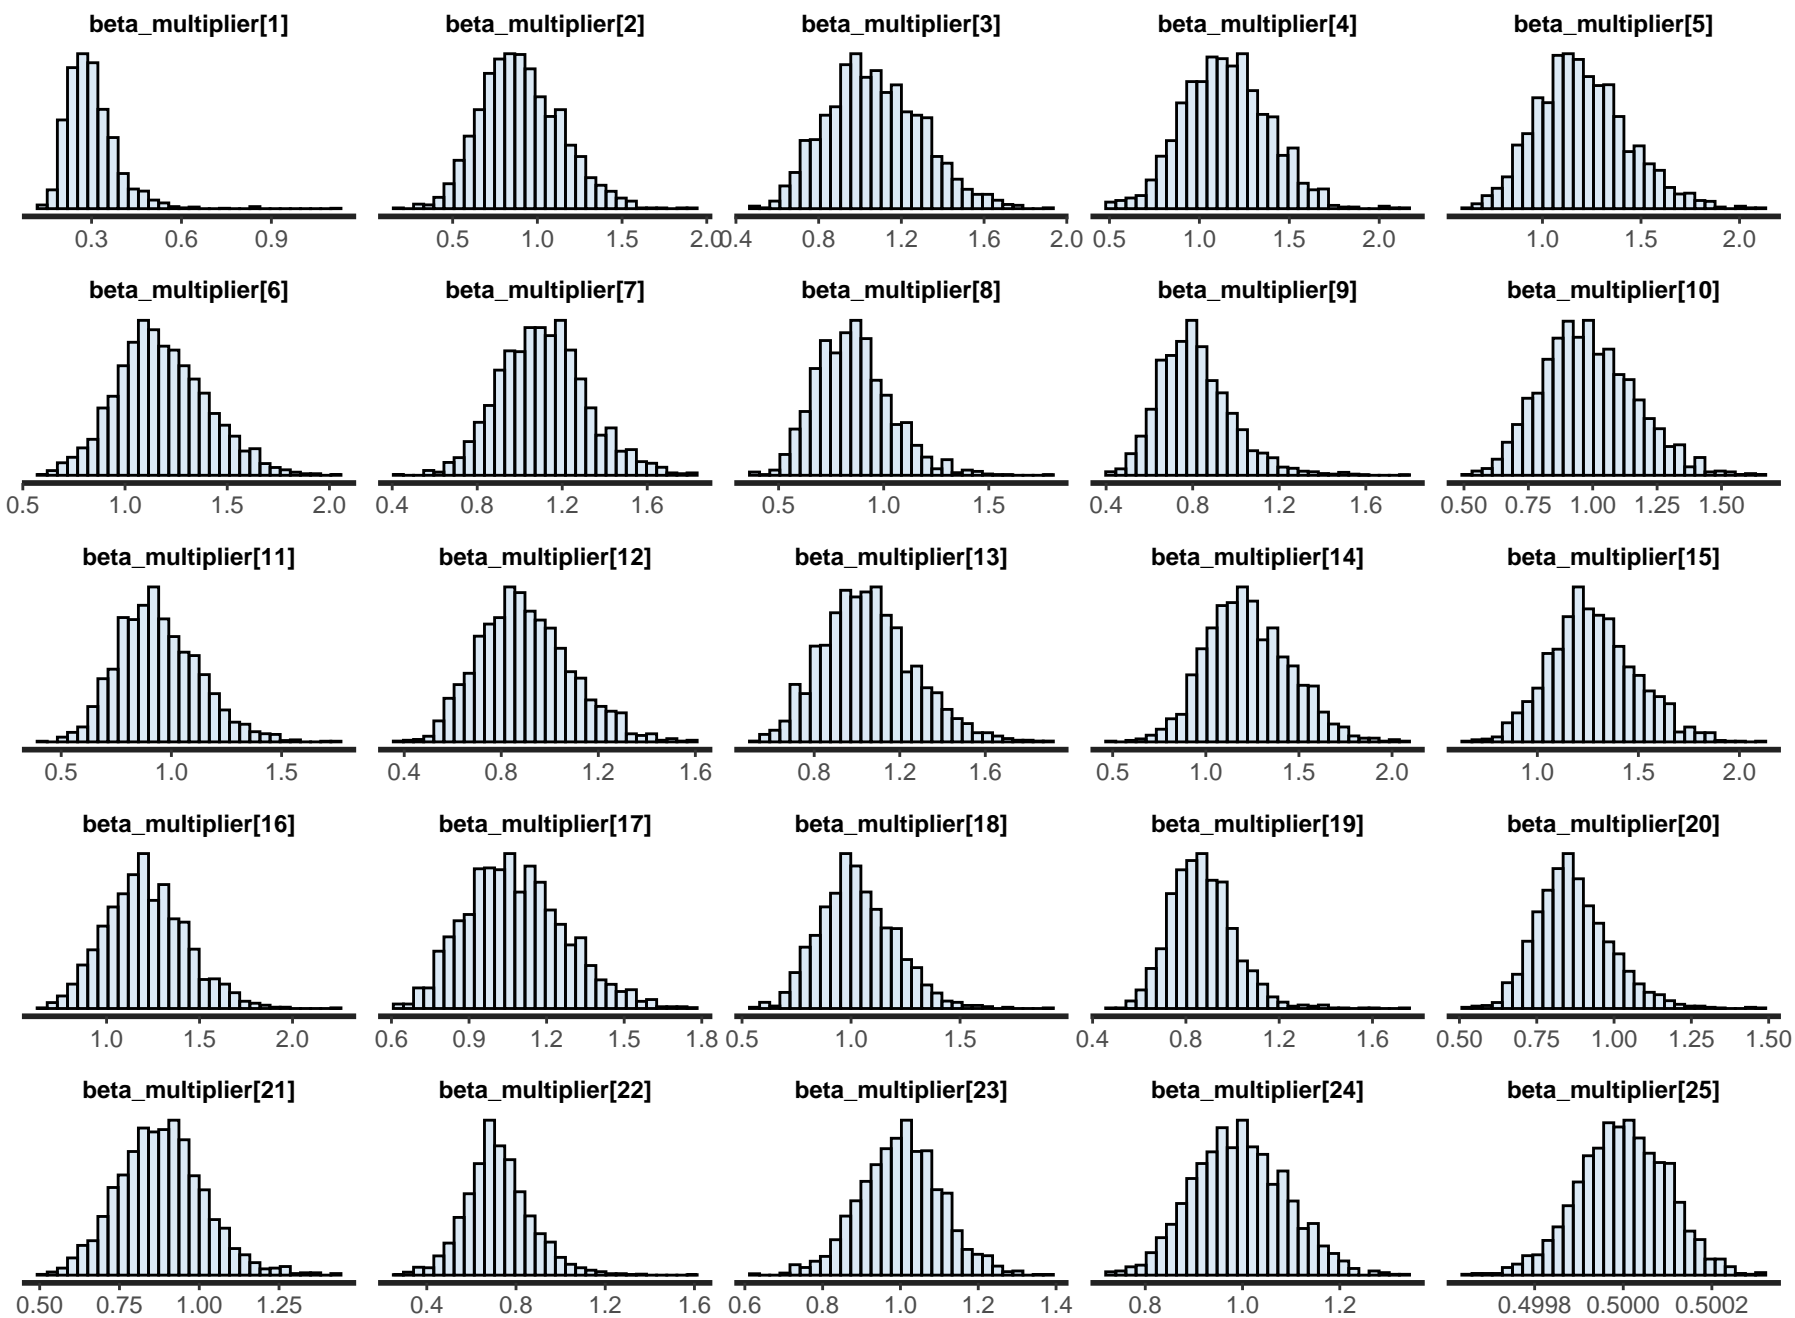 beta_multiplier[1] beta_multiplier[2] beta_multiplier[3] beta_multiplier[4] beta_multiplier[5]
0.3 0.6 0.9 0.5 1.0 1.5 2.0 0.4 0.8 1.2 1.6 2.0 0.5 1.0 1.5 2.0 1.0 1.5 2.0
beta_multiplier[6] beta_multiplier[7] beta_multiplier[8] beta_multiplier[9] beta_multiplier[10]
0.5 1.0 1.5 2.0 0.4 0.8 1.2 1.6 0.5 1.0 1.5 0.4 0.8 1.2 1.6 0.50 0.75 1.00 1.25 1.50
beta_multiplier[11] beta_multiplier[12] beta_multiplier[13] beta_multiplier[14] beta_multiplier[15]
0.5 1.0 1.5 0.4 0.8 1.2 1.6 0.8 1.2 1.6 0.5 1.0 1.5 2.0 1.0 1.5 2.0
beta_multiplier[16] beta_multiplier[17] beta_multiplier[18] beta_multiplier[19] beta_multiplier[20]
1.0 1.5 2.0 0.6 0.9 1.2 1.5 1.8 0.5 1.0 1.5 0.4 0.8 1.2 1.6 0.50 0.75 1.00 1.25 1.50
beta_multiplier[21] beta_multiplier[22] beta_multiplier[23] beta_multiplier[24] beta_multiplier[25]
0.50 0.75 1.00 1.25 0.4 0.8 1.2 1.6 0.6 0.8 1.0 1.2 1.4 0.8 1.0 1.2 0.4998 0.5000 0.5002